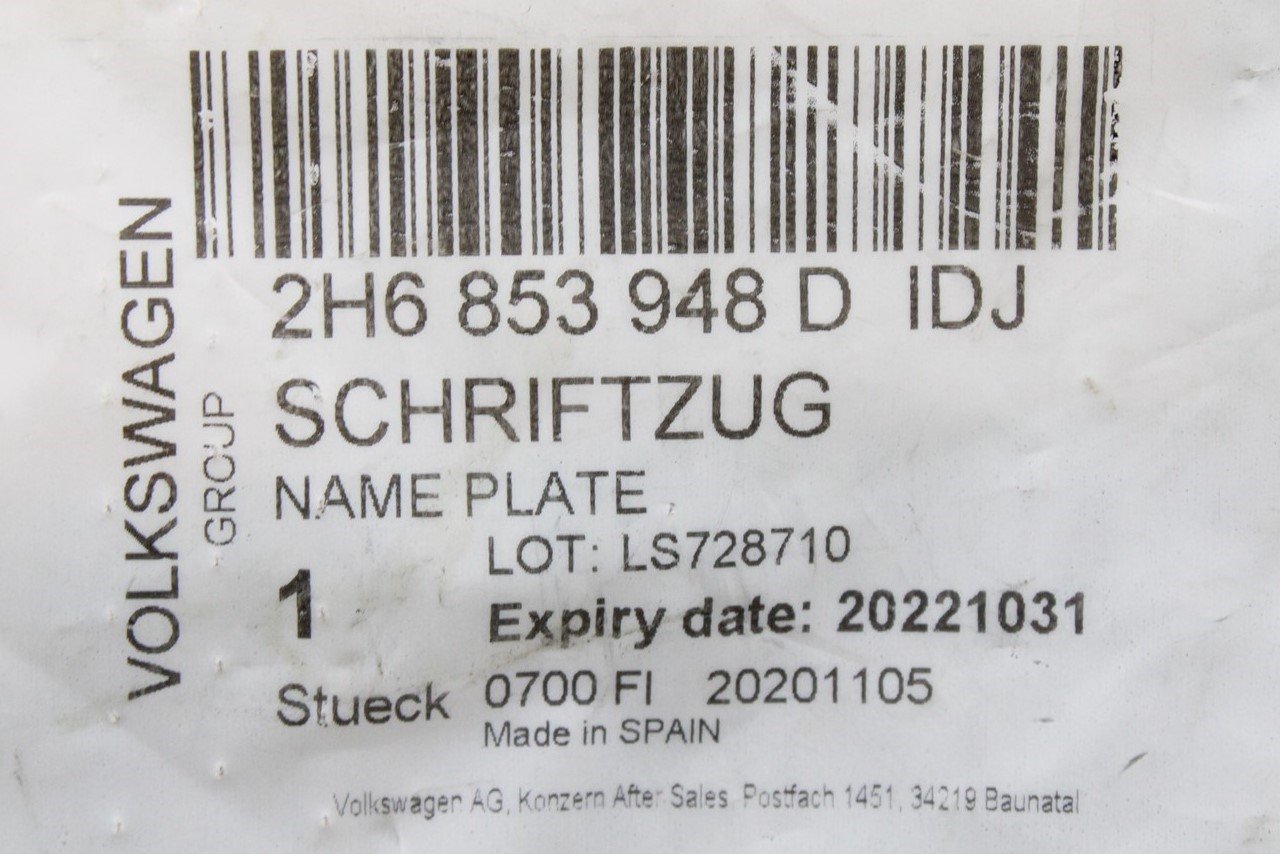 VOLKSWAGEN
GROUP
2H6 853 948 D IDJ
SCHRIFTZUG
NAME PLATE
LOT: LS728710
1
Expiry date: 20221031
Stueck
0700 FI 20201105
Made in SPAIN
Volkswagen AG, Konzern After Sales, Postfach 1451, 34219 Baunatal